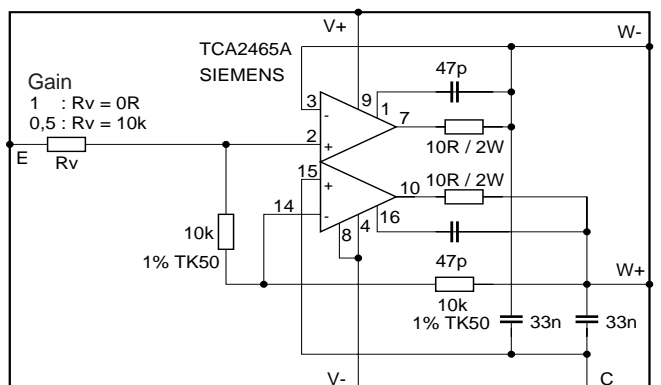 V+
W-
TCA2465A
SIEMENS
47p
Gain
1 : Rv = 0R
0,5 : Rv = 10k
3
-
9
1
7
2
+
E
Rv
10R / 2W
15
+
10
10R / 2W
14
-
16
10k
8
4
1% TK50
47p
W+
10k
1% TK50
33n
33n
V-
C